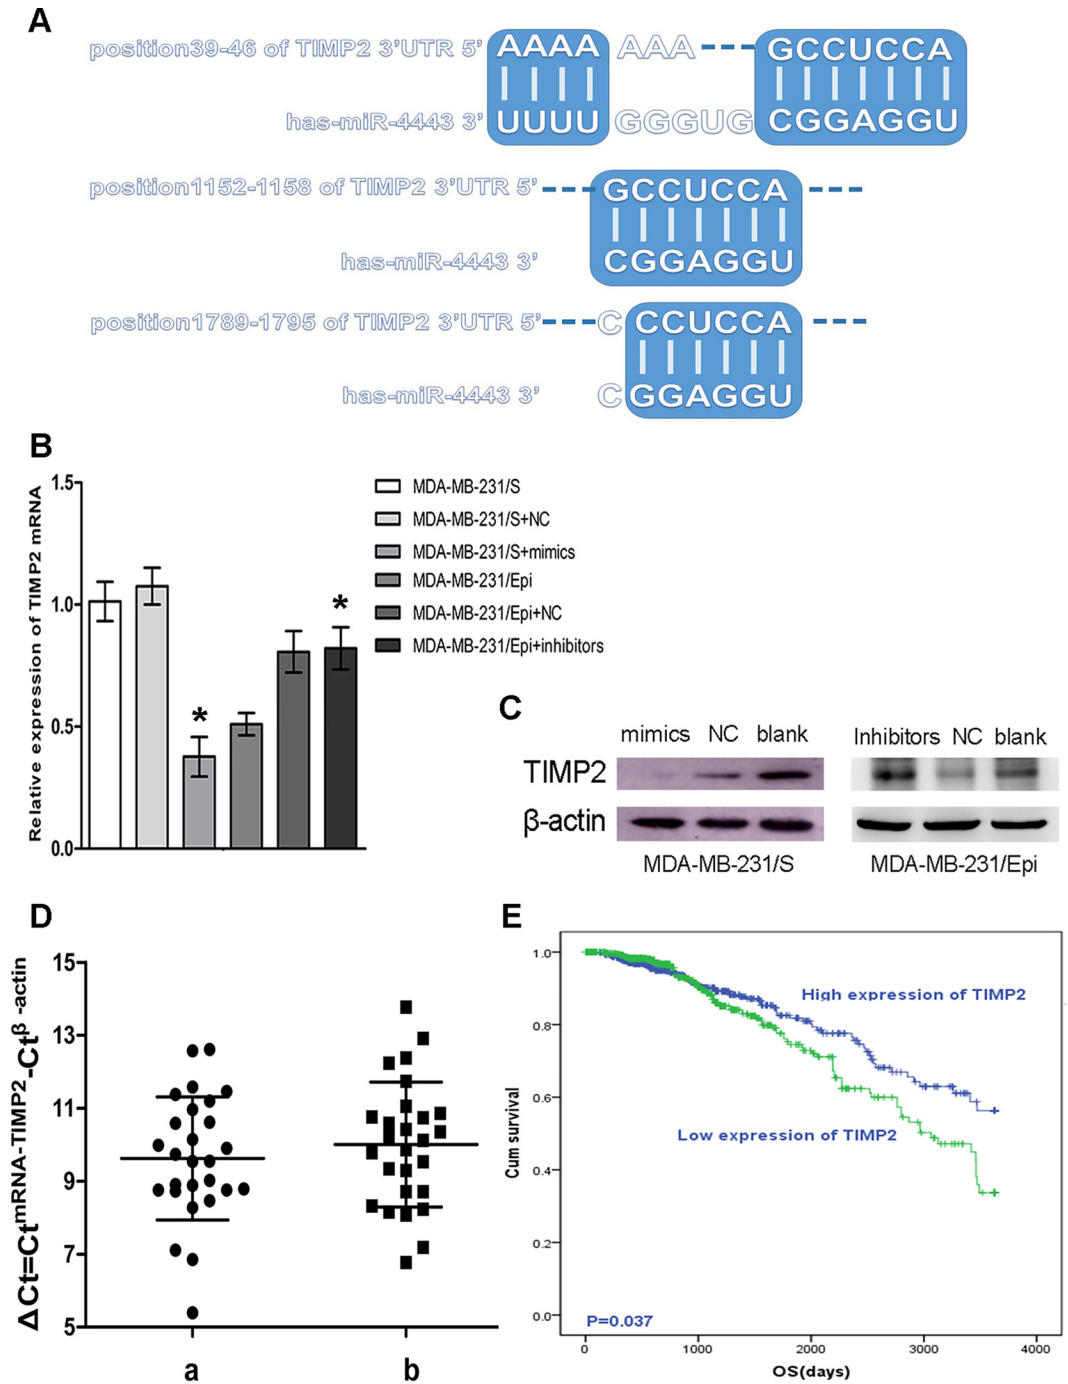 A
position39-46 of TIMP2 3'UTR 5' AAAA AAA GCCUCCA
has-miR-4443 3' UUUU GGGUG CGGAGGU
position1152-1158 of TIMP2 3'UTR 5' GCCUCCA
has-miR-4443 3' CGGAGGU
position1789-1795 of TIMP2 3'UTR 5' C CCUCCA
has-miR-4443 3' C GGAGGU
B
Relative expression of TIMP2 mRNA
1.5
1.0
0.5
0.0
*
*
MDA-MB-231/S
MDA-MB-231/S+NC
MDA-MB-231/S+mimics
MDA-MB-231/Epi
MDA-MB-231/Epi+NC
MDA-MB-231/Epi+inhibitors
C
mimics NC blank
Inhibitors NC blank
TIMP2
β-actin
MDA-MB-231/S
MDA-MB-231/Epi
D
ΔCt=Ct mRNA-TIMP2-Ct β-actin
15
13
11
9
7
5
a b
E
Cum survival
1.0
0.8
0.6
0.4
0.2
0.0
High expression of TIMP2
Low expression of TIMP2
P=0.037
0 1000 2000 3000 4000
OS(days)